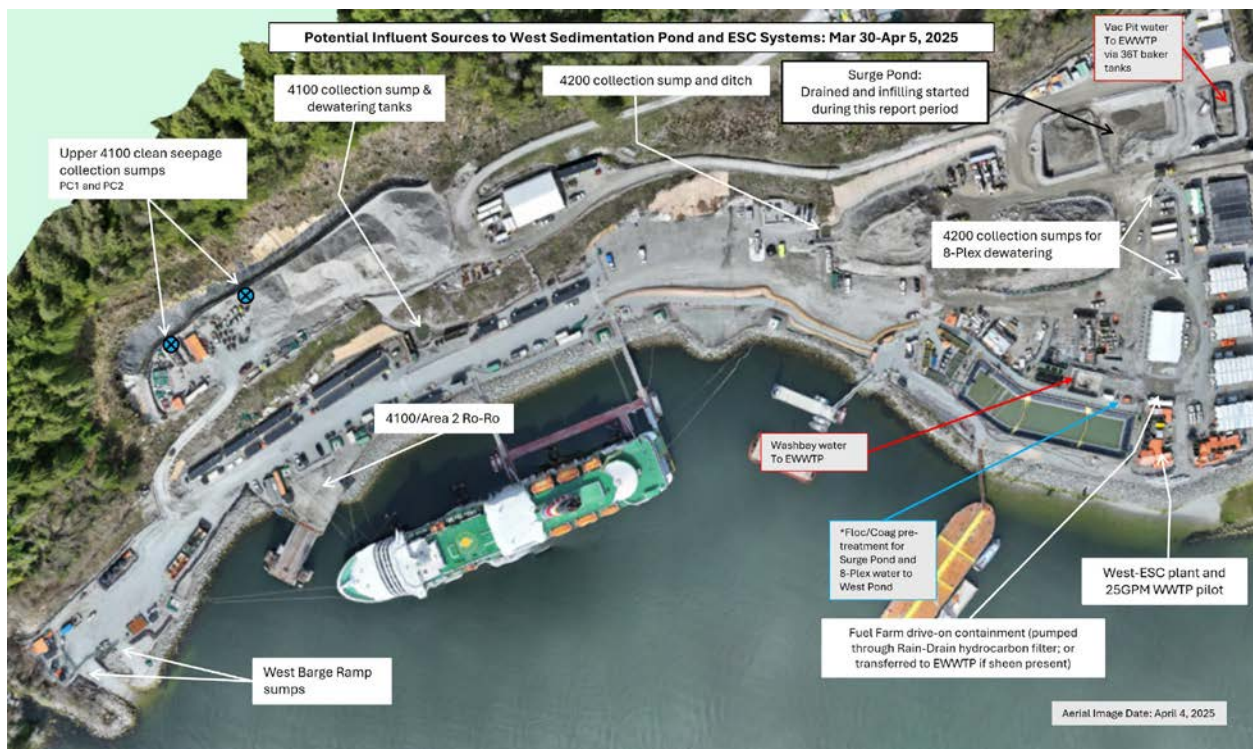 Potential Influent Sources to West Sedimentation Pond and ESC Systems: Mar 30-Apr 5, 2025
Vac Pit water
To EWWTP
via 36T baker
tanks
4100 collection sump &
dewatering tanks
4200 collection sump and ditch
Surge Pond:
Drained and infilling started
during this report period
Upper 4100 clean seepage
collection sumps
PC1 and PC2
4200 collection sumps for
8-Plex dewatering
4100/Area 2 Ro-Ro
Washbay water
To EWWTP
*Floc/Coag pre-
treatment for
Surge Pond and
8-Plex water to
West Pond
West-ESC plant and
25GPM WWTP pilot
Fuel Farm drive-on containment (pumped
through Rain-Drain hydrocarbon filter; or
transferred to EWWTP if sheen present)
West Barge Ramp
sumps
Aerial Image Date: April 4, 2025